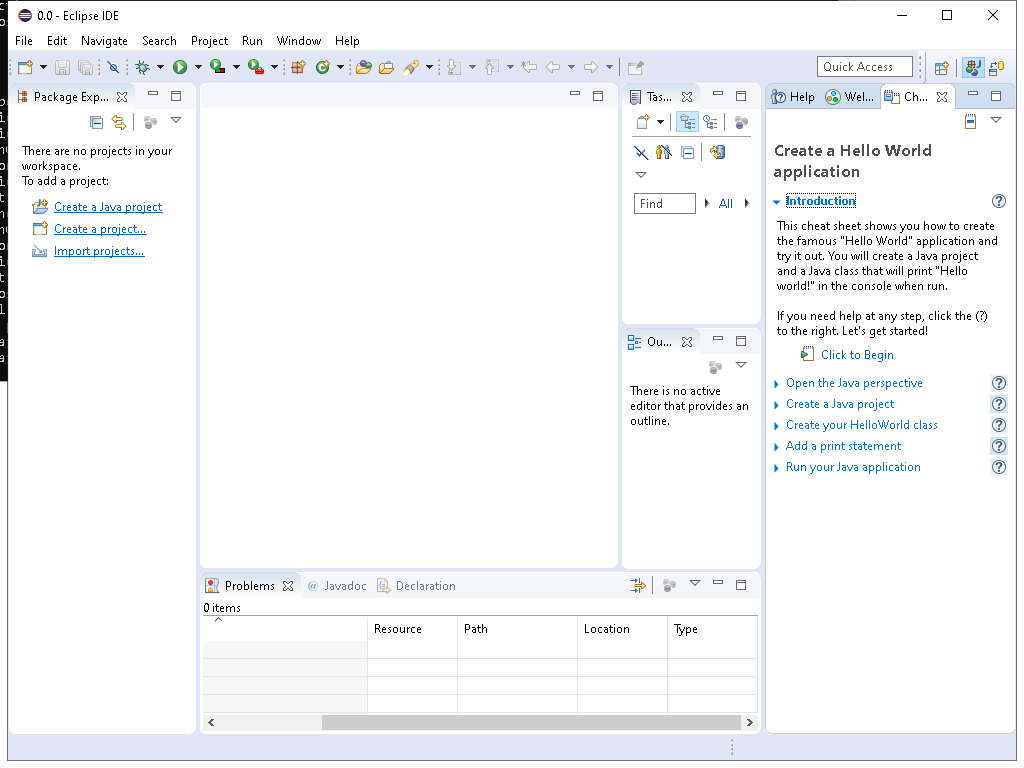 0.0 - Eclipse IDE
File Edit Navigate Search Project Run Window Help
Quick Access
Package Exp...
There are no projects in your
workspace.
To add a project:
Create a Java project
Create a project...
Import projects...
Tas...
Find
All
Ou...
There is no active
editor that provides an
outline.
Help Wel... Ch...
Create a Hello World
application
Introduction
This cheat sheet shows you how to create
the famous "Hello World" application and
try it out. You will create a Java project
and a Java class that will print "Hello
world!" in the console when run.
If you need help at any step, click the (?)
to the right. Let's get started!
Click to Begin
Open the Java perspective
Create a Java project
Create your HelloWorld class
Add a print statement
Run your Java application
Problems @ Javadoc Declaration
0 items
Resource Path Location Type